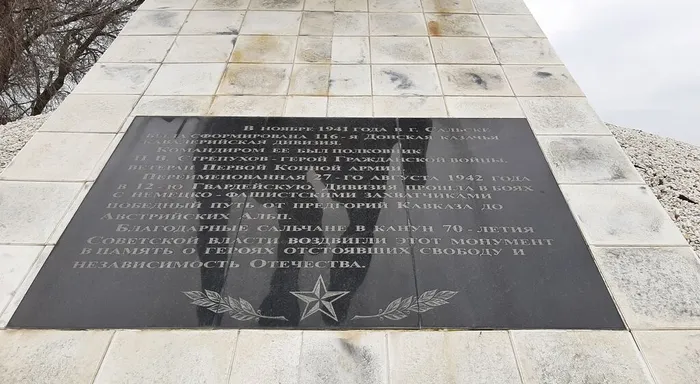 В ноябре 1941 года в г. Сальске
была сформирована 116-я Донская казачья
кавалерийская дивизия.
Командиром ее был полковник
П. В. Стрепухов - герой Гражданской войны,
ветеран Первой Конной армии.
Переименованная 27-го августа 1942 года
в 12-ю Гвардейскую, Дивизия прошла в боях
с немецко-фашистскими захватчиками
победный путь от предгорий Кавказа до
Австрийских Альп.
Благодарные сальчане в канун 70-летия
Советской власти воздвигли этот монумент
в память о героях отстоявших свободу и
независимость Отечества.